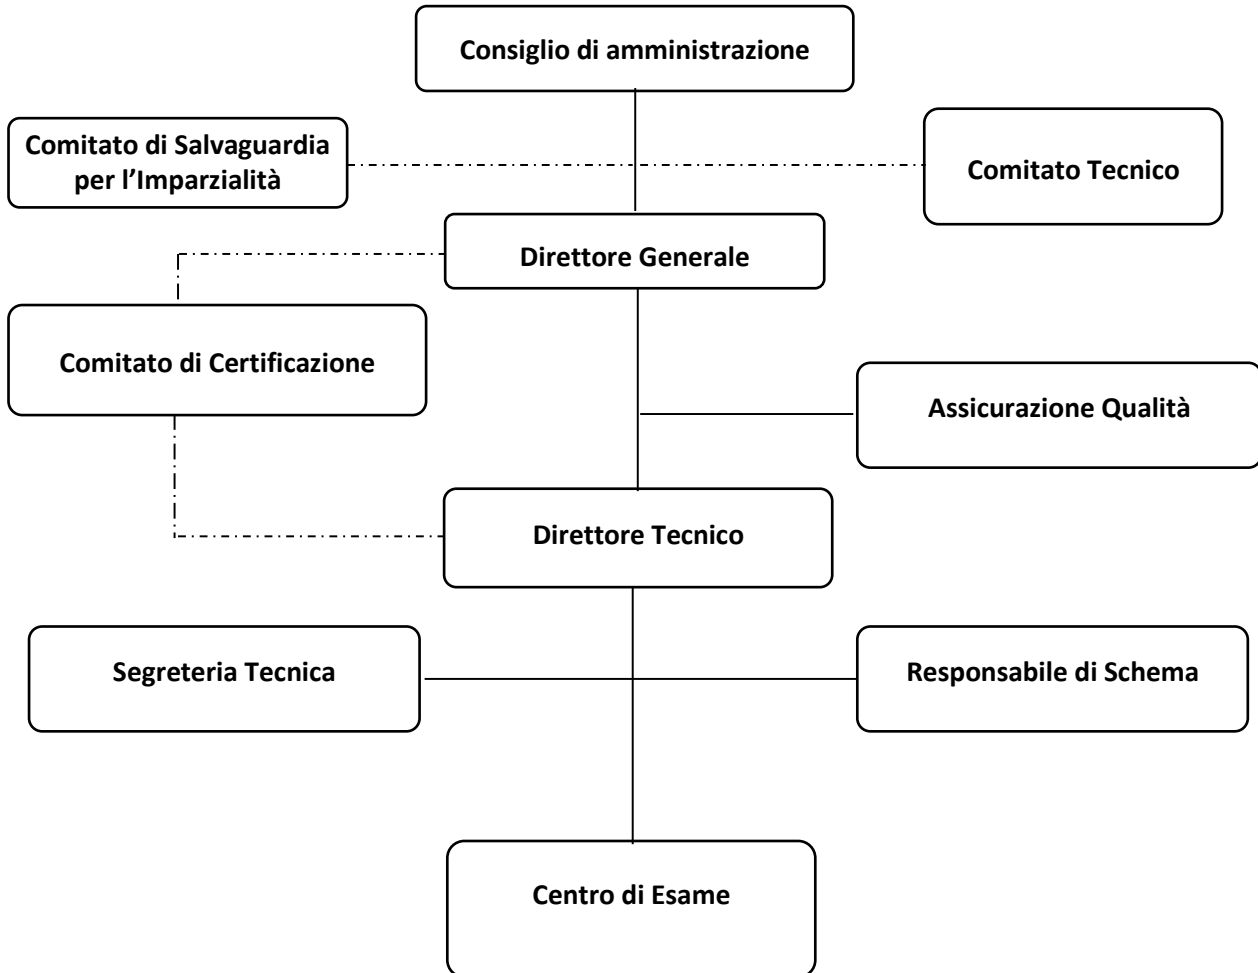 Consiglio di amministrazione
Comitato di Salvaguardia
per l’Imparzialità
Comitato Tecnico
Direttore Generale
Comitato di Certificazione
Assicurazione Qualità
Direttore Tecnico
Segreteria Tecnica
Responsabile di Schema
Centro di Esame